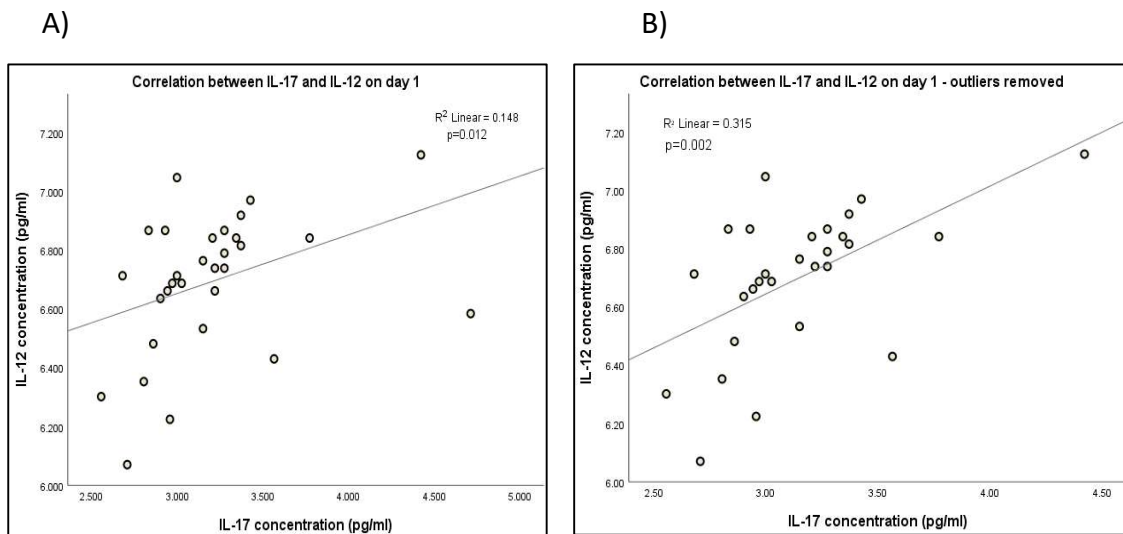 A)
B)
Correlation between IL-17 and IL-12 on day 1
R2 Linear = 0.148
p=0.012
7.200
7.000
6.800
6.600
6.400
6.200
6.000
IL-12 concentration (pg/ml)
2.500 3.000 3.500 4.000 4.500 5.000
IL-17 concentration (pg/ml)
Correlation between IL-17 and IL-12 on day 1 - outliers removed
R2 Linear = 0.315
p=0.002
7.20
7.00
6.80
6.60
6.40
6.20
6.00
IL-12 concentration (pg/ml)
2.50 3.00 3.50 4.00 4.50
IL-17 concentration (pg/ml)